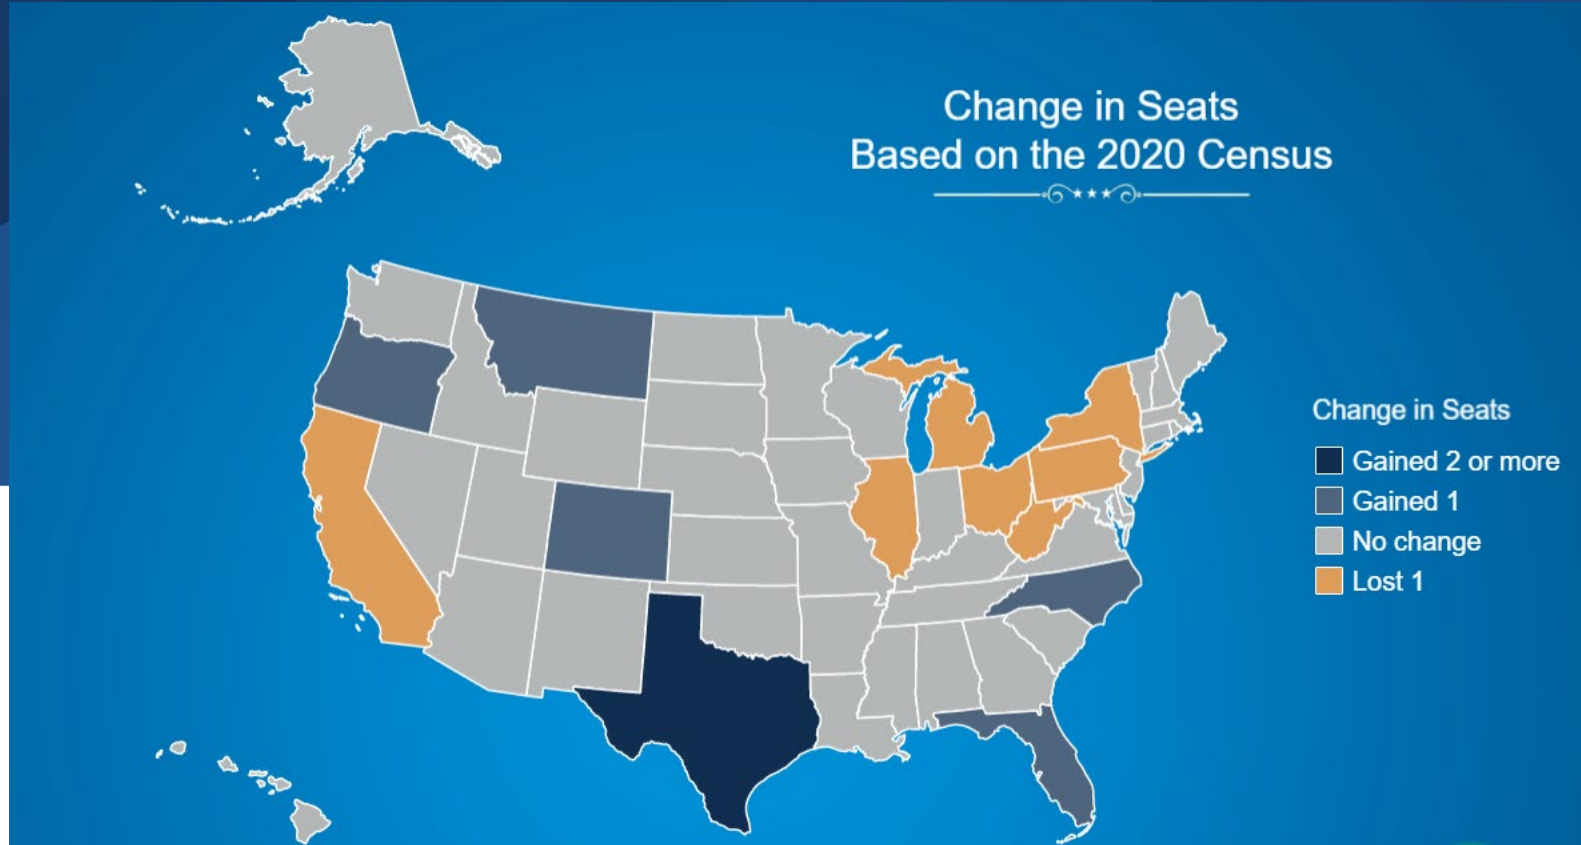 Change in Seats
Based on the 2020 Census
Change in Seats
Gained 2 or more
Gained 1
No change
Lost 1